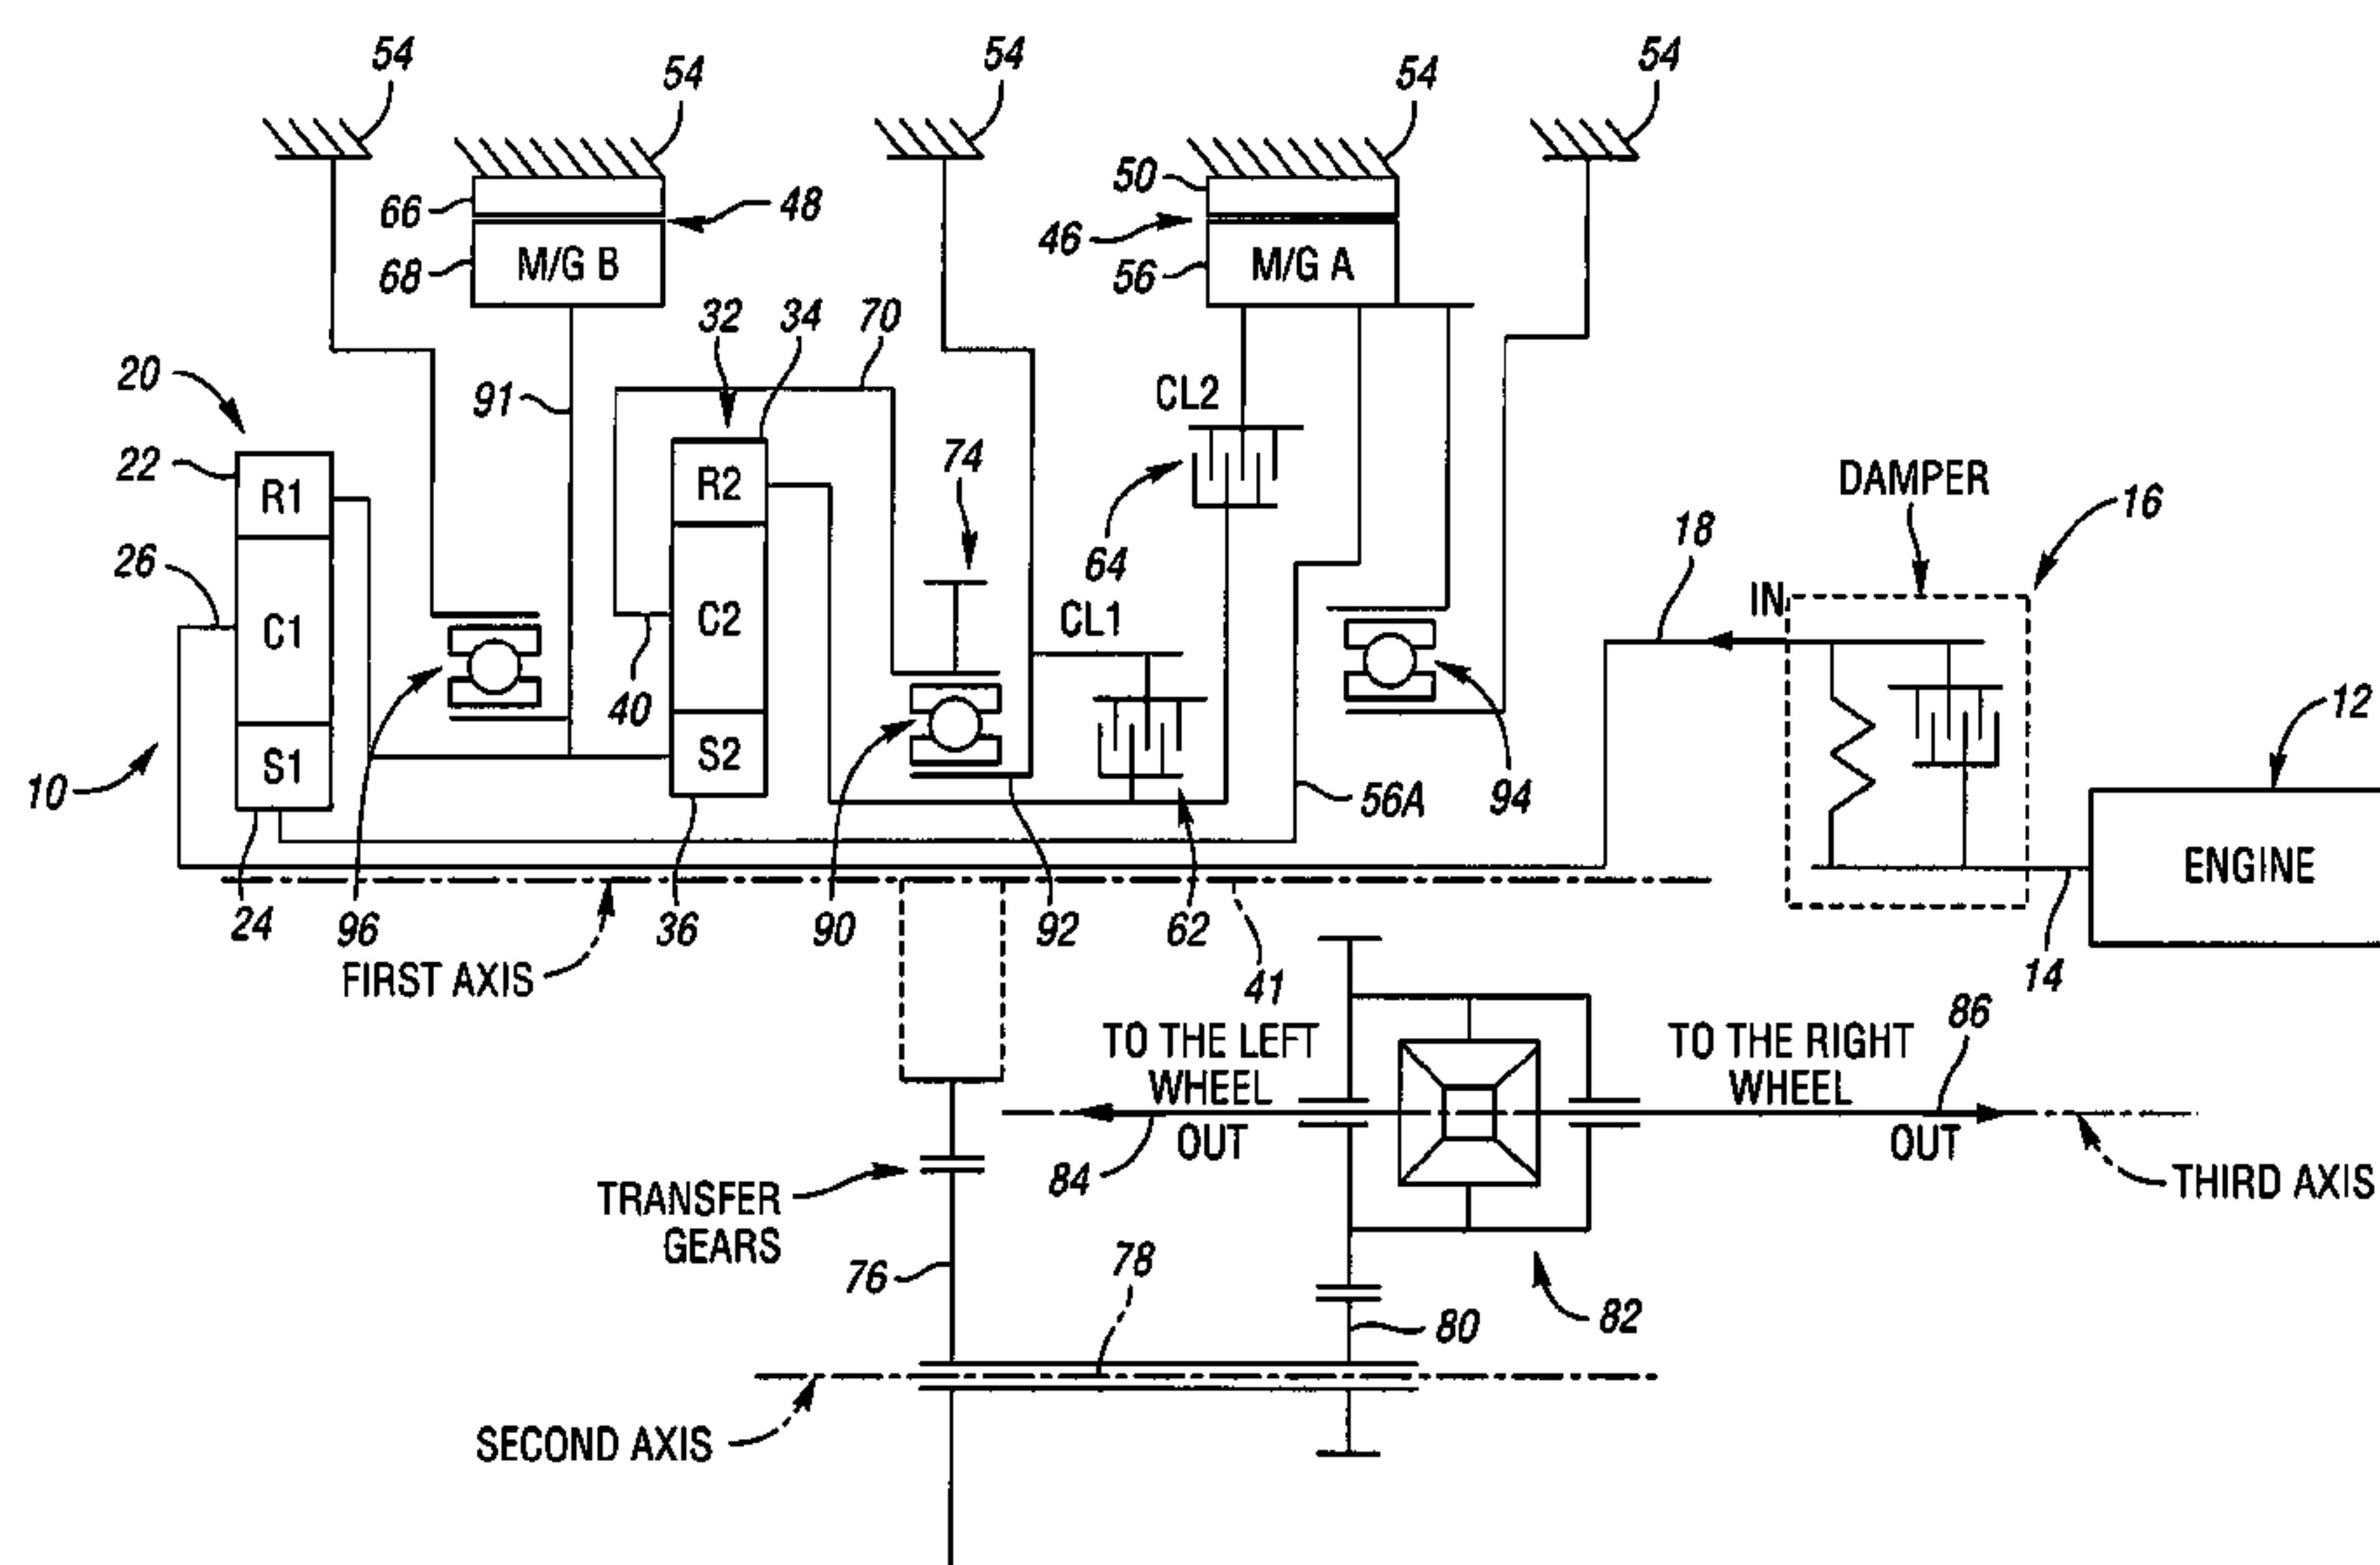 54
54
54
54
54
66
48
50
68
M/G B
46
56
M/G A
32
34
70
20
91
CL2
22
R1
R2
74
DAMPER
16
26
64
18
C1
C2
CL1
IN
40
12
10
S1
S2
56A
94
ENGINE
24
96
36
90
92
62
FIRST AXIS
41
14
TO THE LEFT
WHEEL
TO THE RIGHT
WHEEL
86
OUT
OUT
84
THIRD AXIS
TRANSFER
GEARS
76
78
80
82
SECOND AXIS